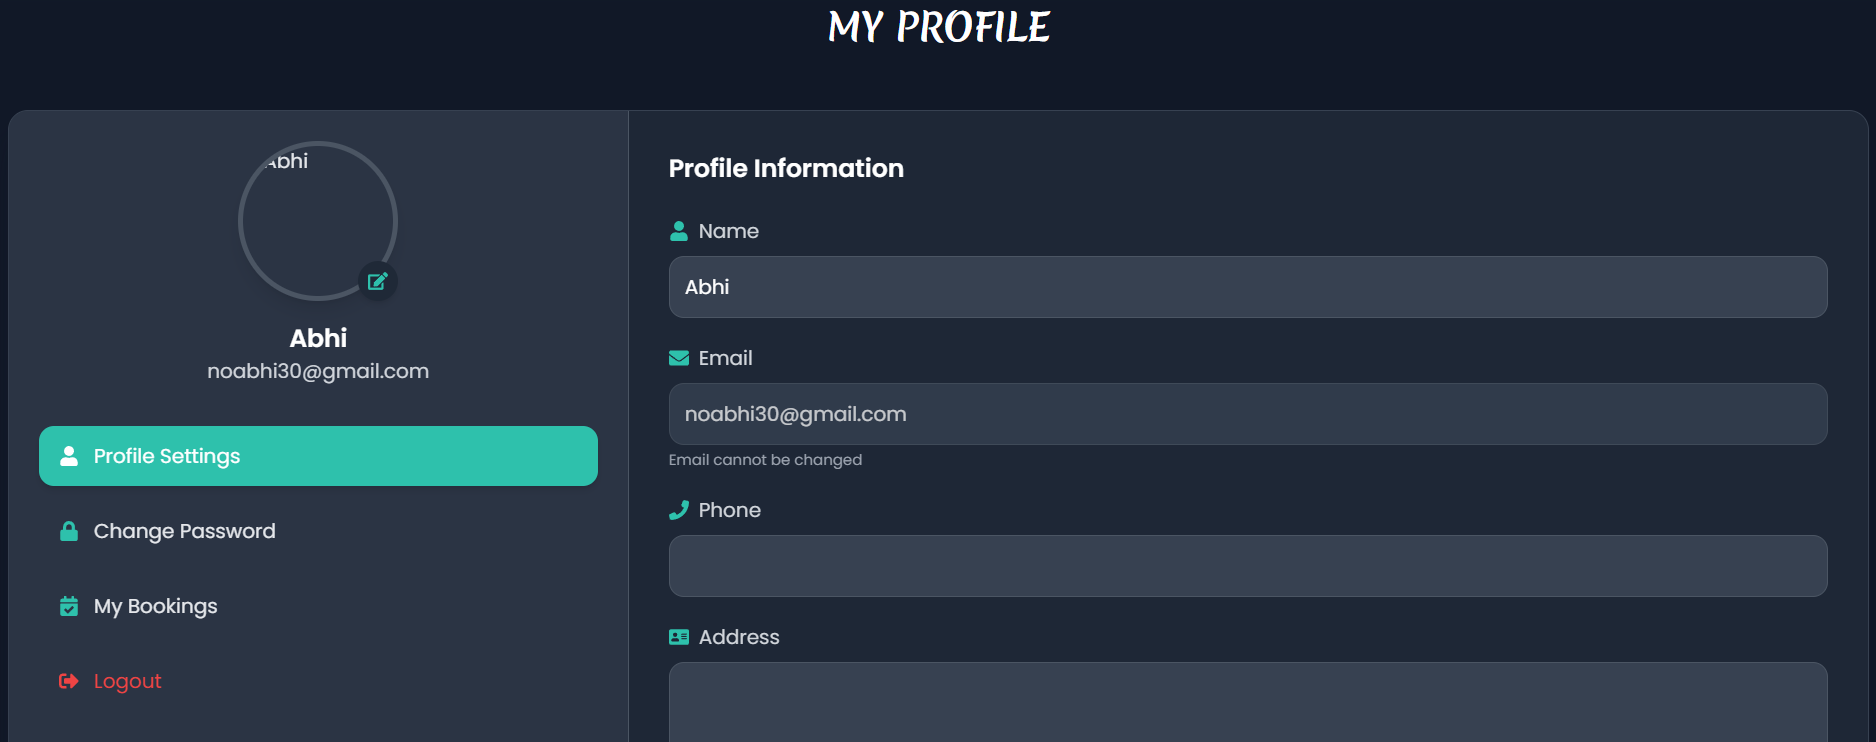 MY PROFILE
Abhi
Abhi
noabhi30@gmail.com
Profile Settings
Change Password
My Bookings
Logout
Profile Information
Name
Abhi
Email
noabhi30@gmail.com
Email cannot be changed
Phone
Address